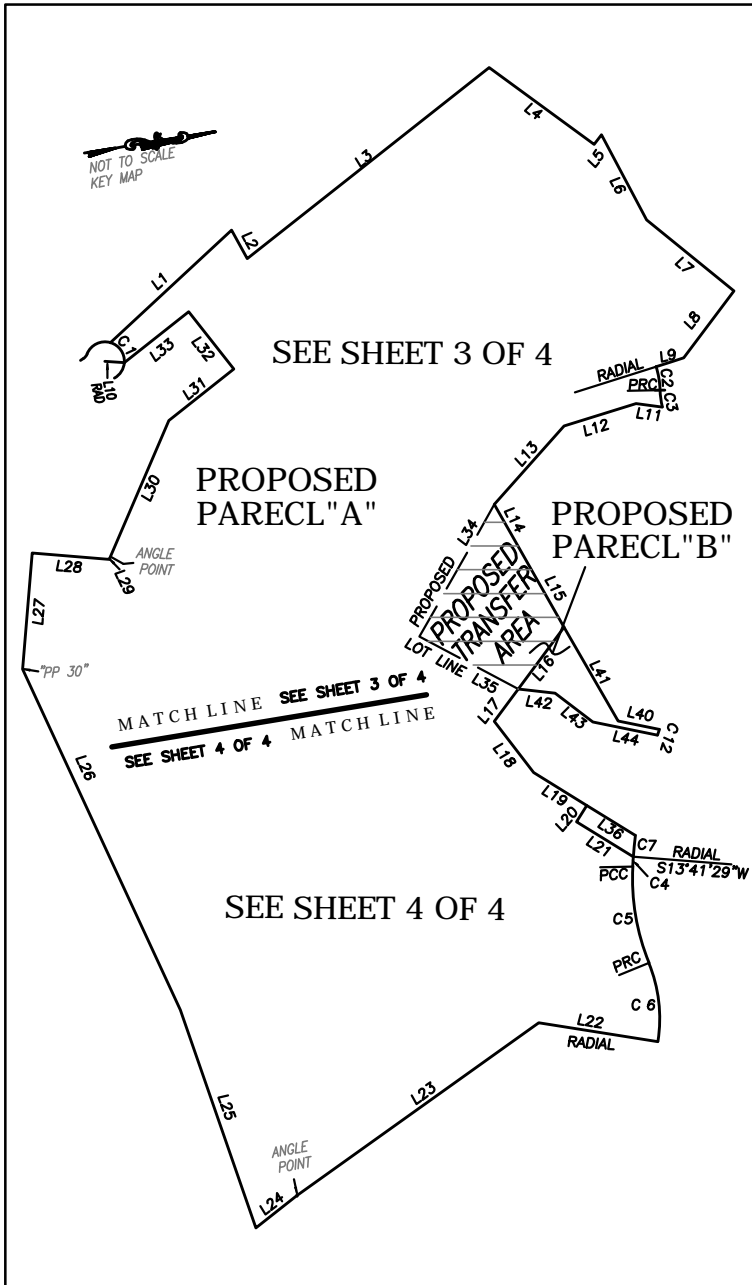 NOT TO SCALE
KEY MAP
L1
L2
L3
L4
L5
L6
L7
L8
L9
RADIAL
C2
PRC
C3
L11
L12
L13
C1
L10
RAD
L33
L32
L31
SEE SHEET 3 OF 4
L30
PROPOSED
PARECL"A"
ANGLE
POINT
L28
L29
L27
"PP 30"
L14
L34
PROPOSED
PARECL"B"
PROPOSED
LOT LINE
PROPOSED
TRANSFER
AREA
L15
L16
L35
L41
L40
C12
L42
L43
L44
L17
MATCH LINE
SEE SHEET 3 OF 4
SEE SHEET 4 OF 4
MATCH LINE
L26
L18
L19
L20
L36
L21
C7
RADIAL
S13°41'29"W
PCC
C4
SEE SHEET 4 OF 4
C5
PRC
C 6
L22
RADIAL
L23
L25
ANGLE
POINT
L24